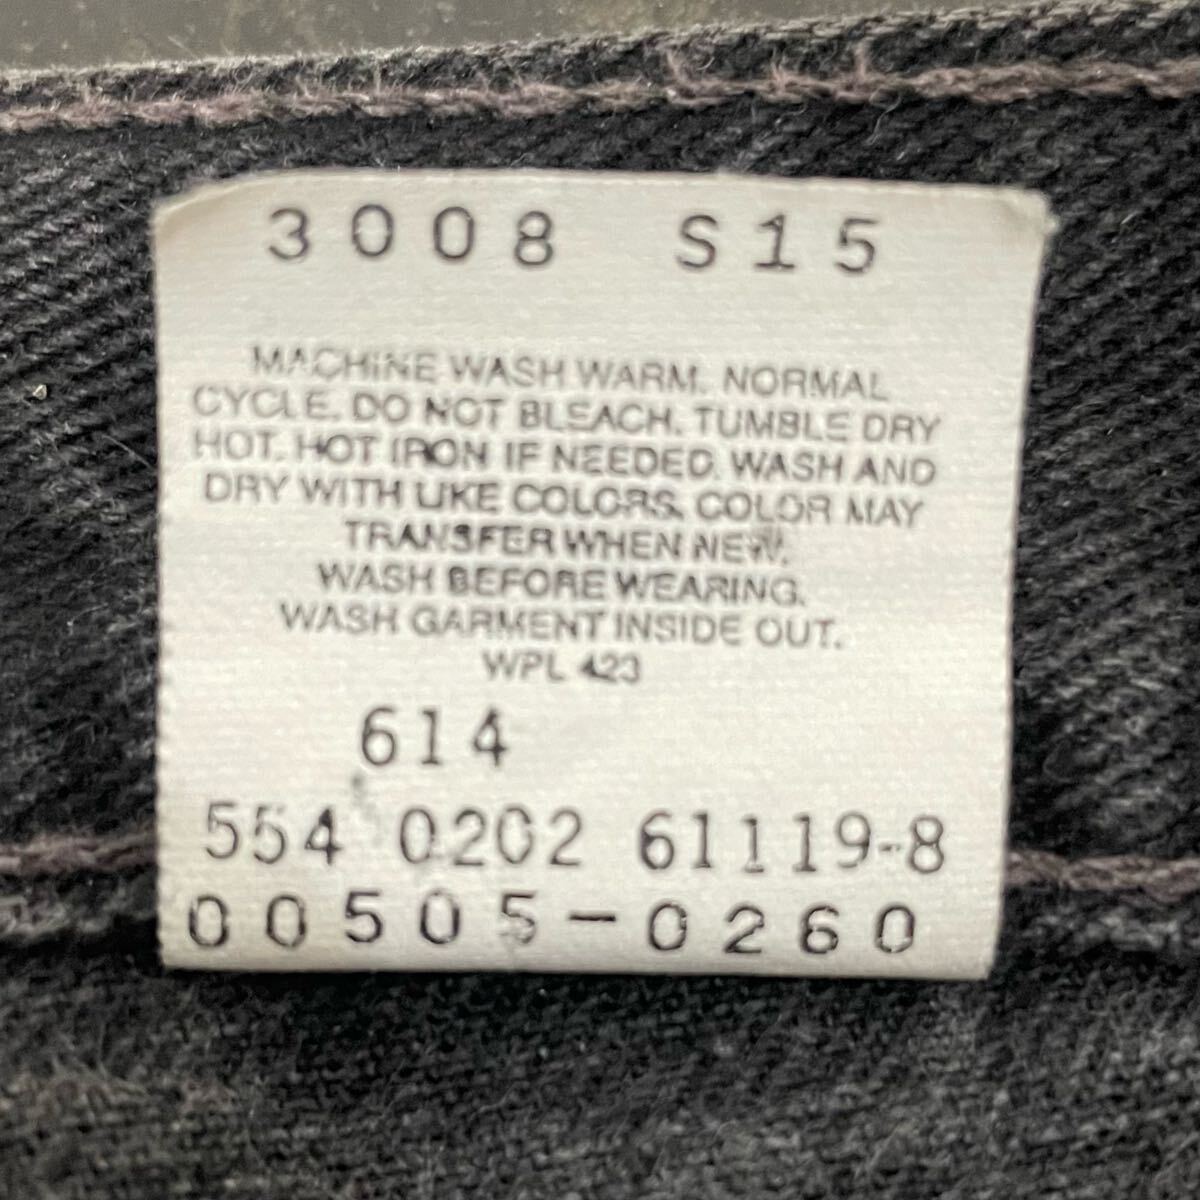 3008 S15
MACHINE WASH WARM. NORMAL
CYCLE. DO NOT BLEACH. TUMBLE DRY
HOT. HOT IRON IF NEEDED. WASH AND
DRY WITH LIKE COLORS. COLOR MAY
TRANSFER WHEN NEW.
WASH BEFORE WEARING.
WASH GARMENT INSIDE OUT.
WPL 423
614
554 0202 61119-8
00505-0260